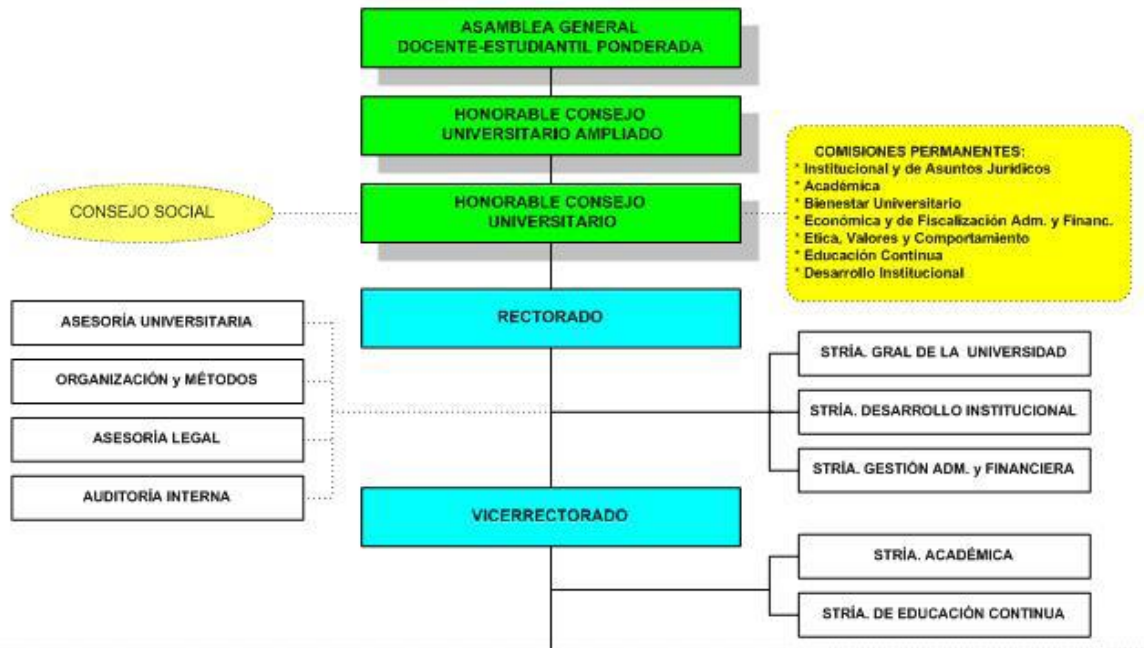 ASAMBLEA GENERAL
DOCENTE-ESTUDIANTIL PONDERADA
HONORABLE CONSEJO
UNIVERSITARIO AMPLIADO
COMISIONES PERMANENTES:
* Institucional y de Asuntos Jurídicos
* Académica
* Bienestar Universitario
* Económica y de Fiscalización Adm. y Financ.
* Etica, Valores y Comportamiento
* Educación Continua
* Desarrollo Institucional
CONSEJO SOCIAL
HONORABLE CONSEJO
UNIVERSITARIO
RECTORADO
ASESORÍA UNIVERSITARIA
ORGANIZACIÓN y MÉTODOS
ASESORÍA LEGAL
AUDITORÍA INTERNA
STRÍA. GRAL DE LA UNIVERSIDAD
STRÍA. DESARROLLO INSTITUCIONAL
STRÍA. GESTIÓN ADM. y FINANCIERA
VICERRECTORADO
STRÍA. ACADÉMICA
STRÍA. DE EDUCACIÓN CONTINUA